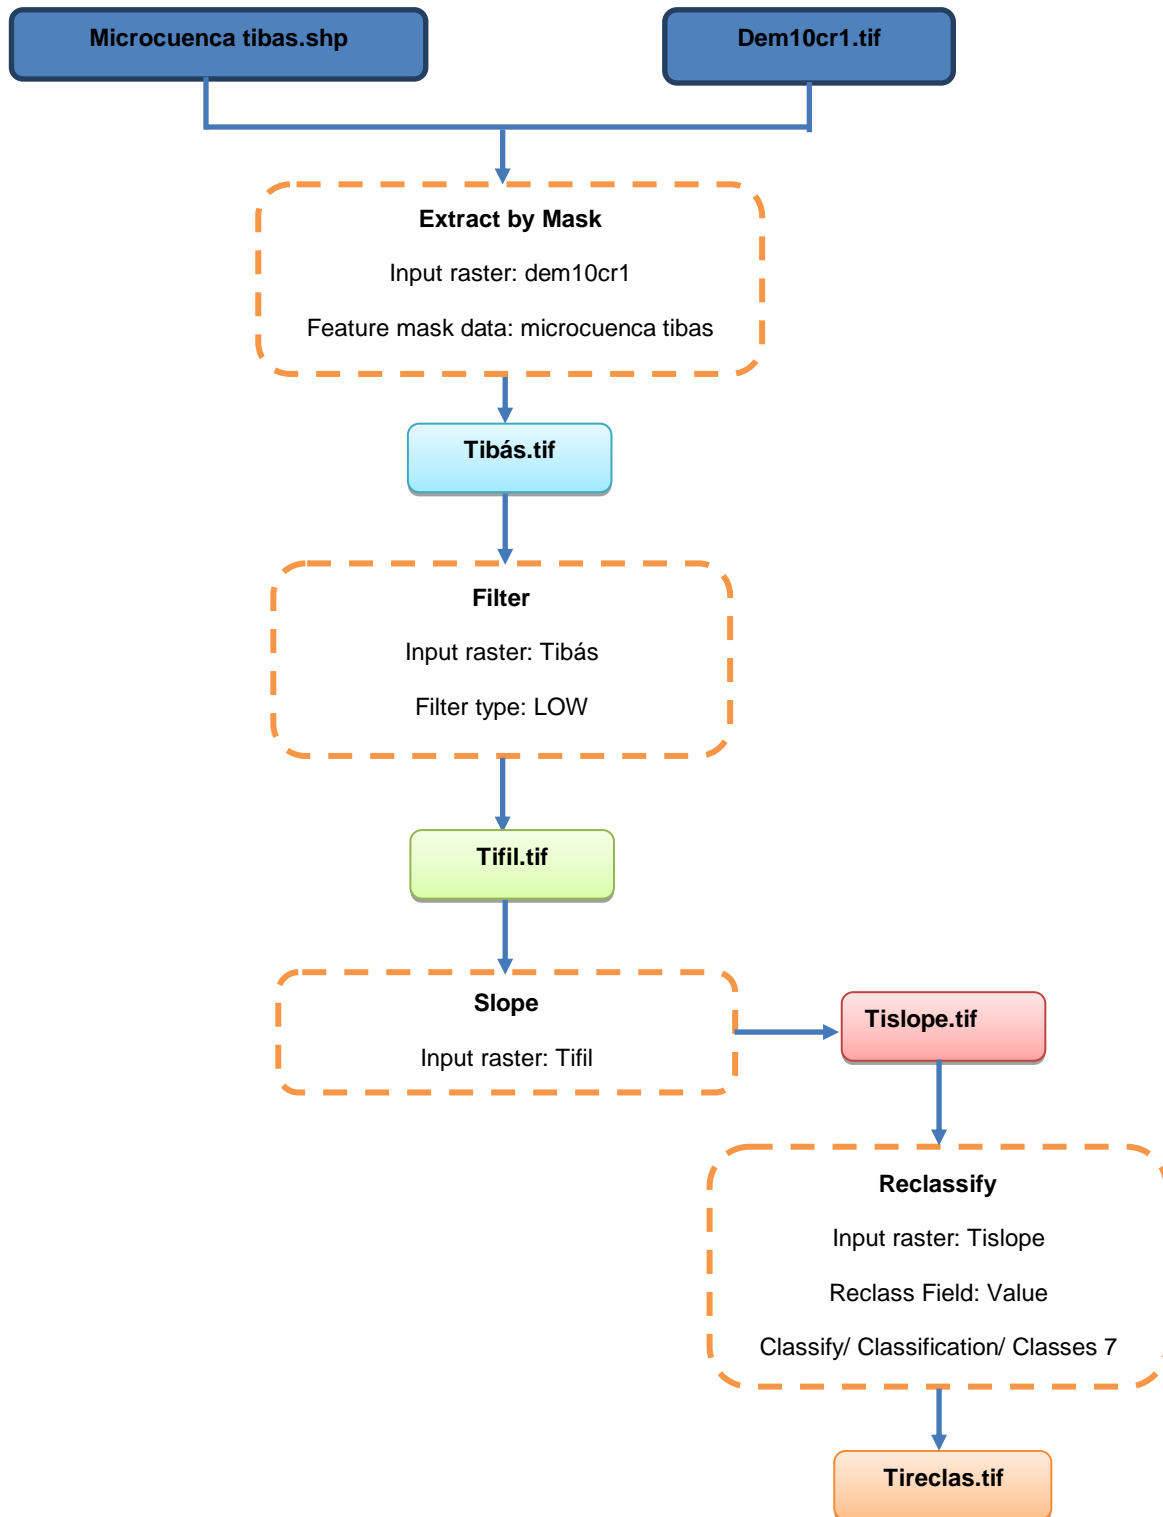 Microcuenca tibas.shp
Dem10cr1.tif
Extract by Mask
Input raster: dem10cr1
Feature mask data: microcuenca tibas
Tibás.tif
Filter
Input raster: Tibás
Filter type: LOW
Tifil.tif
Slope
Input raster: Tifil
Tislope.tif
Reclassify
Input raster: Tislope
Reclass Field: Value
Classify/ Classification/ Classes 7
Tireclas.tif